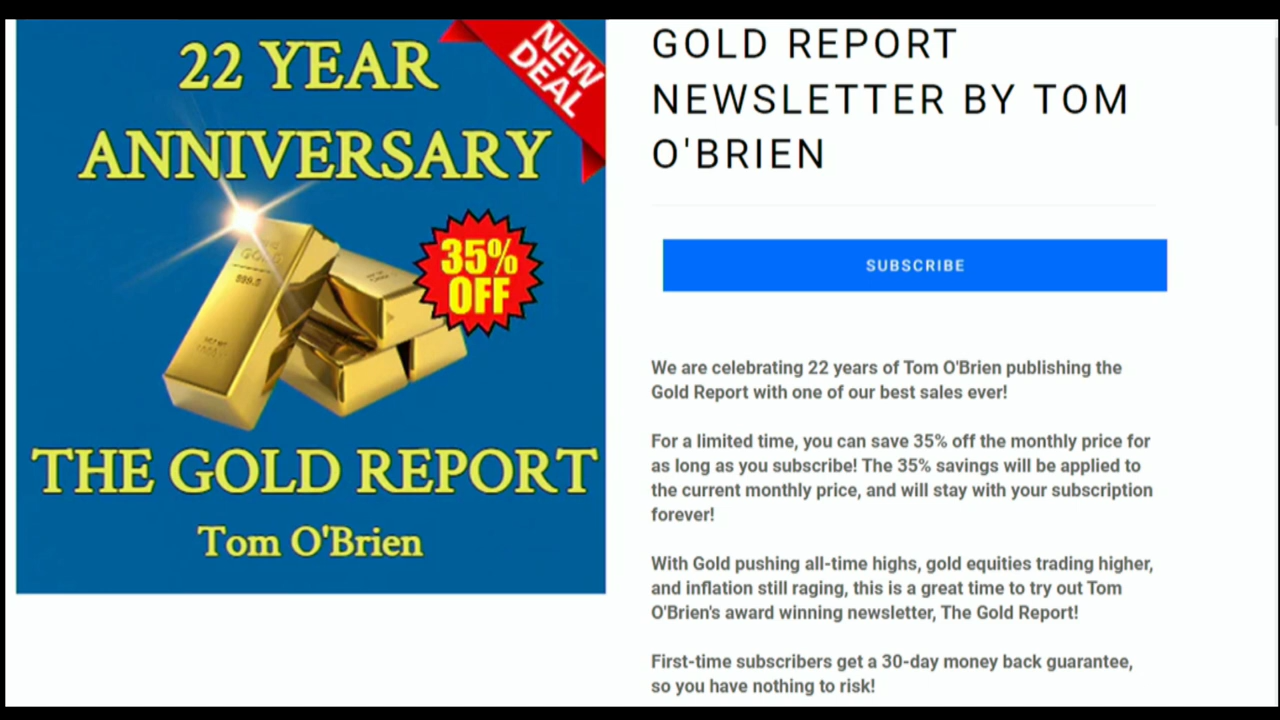 22 YEAR
ANNIVERSARY
NEW
DEAL
GOLD
999.9
35%
OFF
THE GOLD REPORT
Tom O'Brien
GOLD REPORT
NEWSLETTER BY TOM
O'BRIEN
SUBSCRIBE
We are celebrating 22 years of Tom O'Brien publishing the
Gold Report with one of our best sales ever!
For a limited time, you can save 35% off the monthly price for
as long as you subscribe! The 35% savings will be applied to
the current monthly price, and will stay with your subscription
forever!
With Gold pushing all-time highs, gold equities trading higher,
and inflation still raging, this is a great time to try out Tom
O'Brien's award winning newsletter, The Gold Report!
First-time subscribers get a 30-day money back guarantee,
so you have nothing to risk!